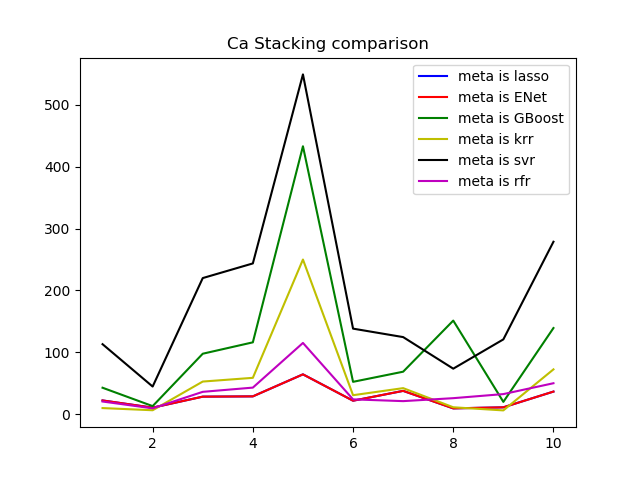 Ca Stacking comparison
meta is lasso
meta is ENet
meta is GBoost
meta is krr
meta is svr
meta is rfr
500
400
300
200
100
0
2 4 6 8 10